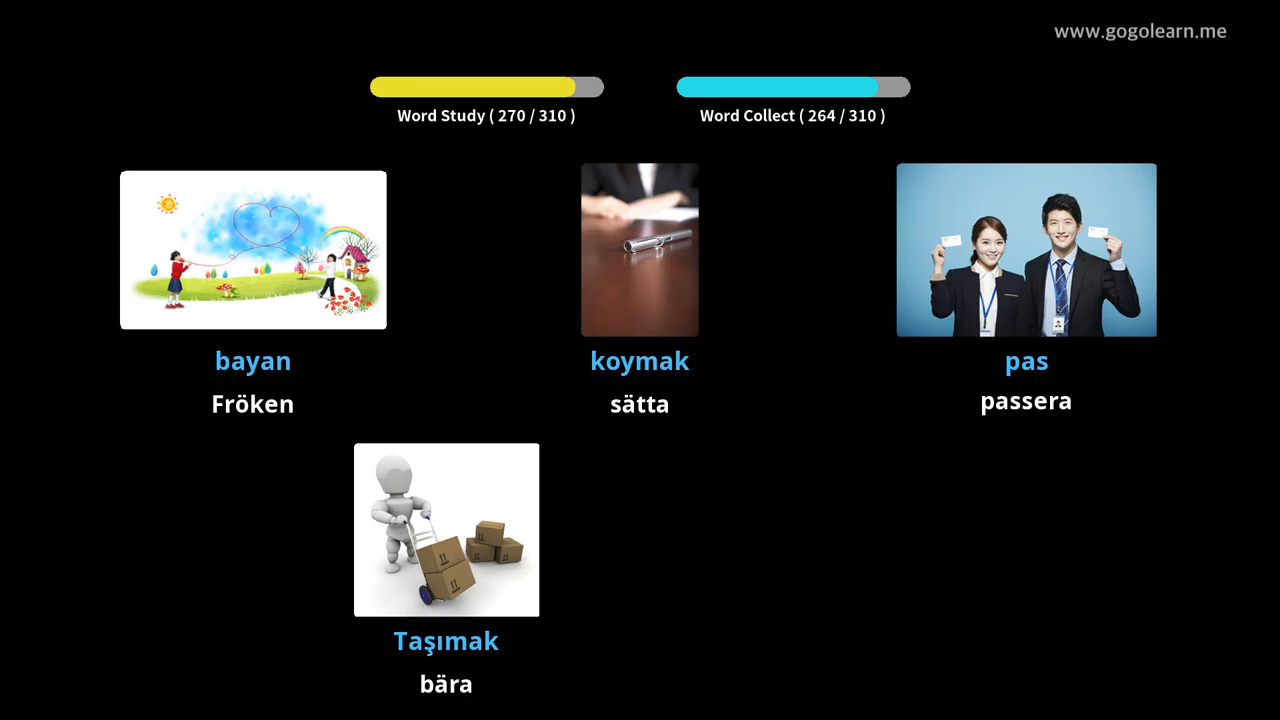 www.gogolearn.me
Word Study ( 270 / 310 )
Word Collect ( 264 / 310 )
bayan
Fröken
koymak
sätta
pas
passera
Taşımak
bära